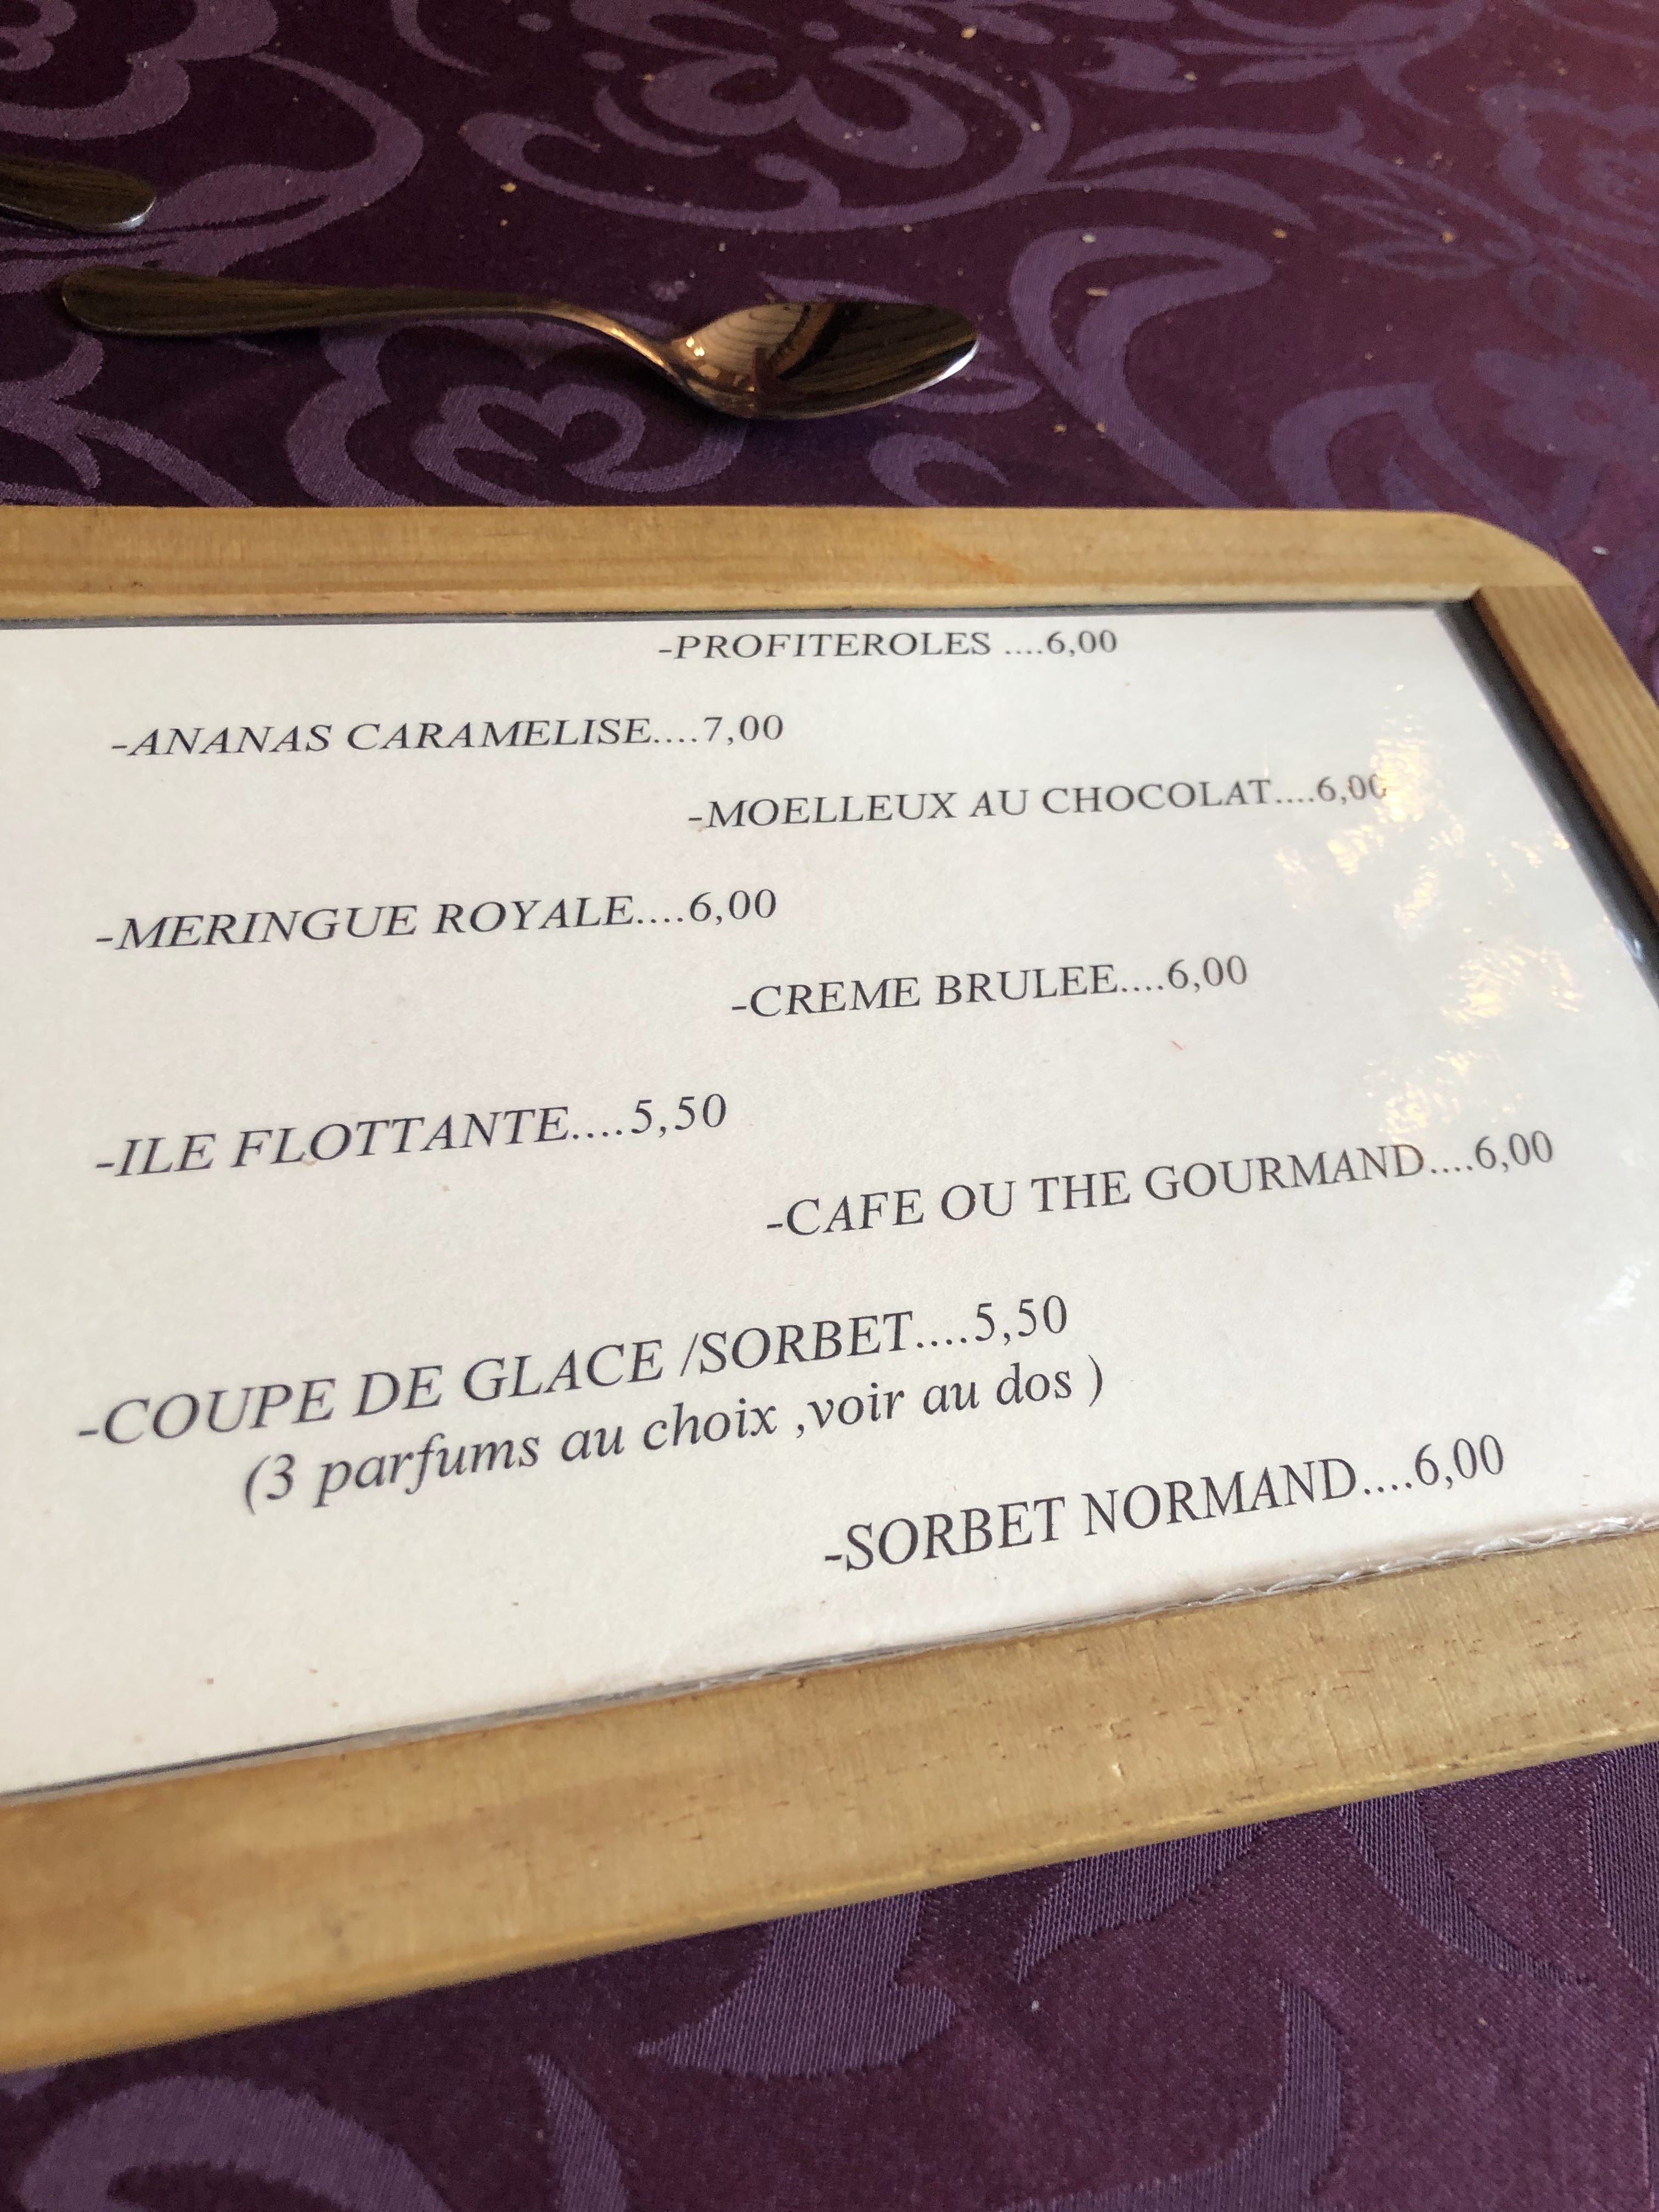 -PROFITEROLES ....6,00
-ANANAS CARAMELISE....7,00
-MOELLEUX AU CHOCOLAT....6,00
-MERINGUE ROYALE....6,00
-CREME BRULEE....6,00
-ILE FLOTTANTE....5,50
-CAFE OU THE GOURMAND....6,00
-COUPE DE GLACE /SORBET....5,50
(3 parfums au choix ,voir au dos )
-SORBET NORMAND....6,00